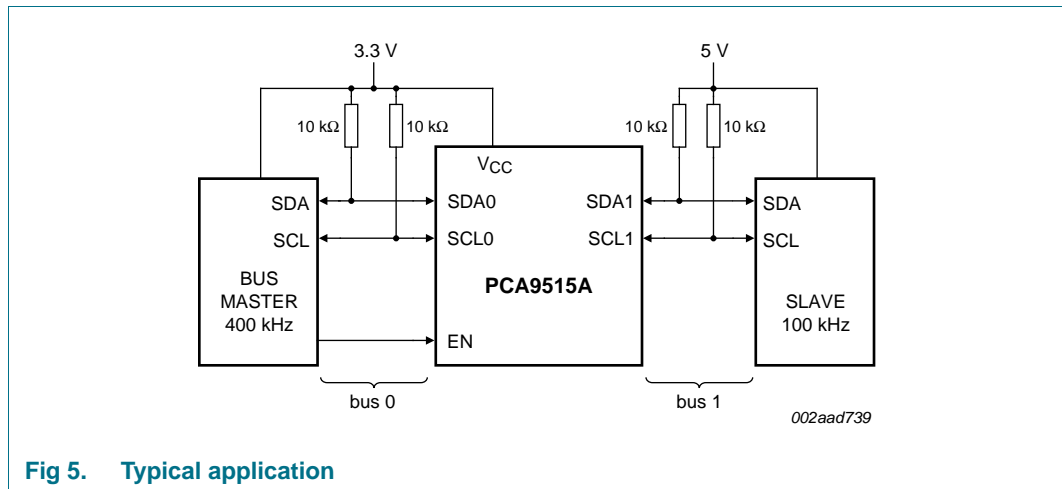 3.3 V
5 V
10 kΩ
10 kΩ
10 kΩ
10 kΩ
VCC
SDA
SDA0
SDA1
SDA
SCL
SCL0
SCL1
SCL
BUS
MASTER
400 kHz
PCA9515A
SLAVE
100 kHz
EN
bus 0
bus 1
002aad739
Fig 5. Typical application